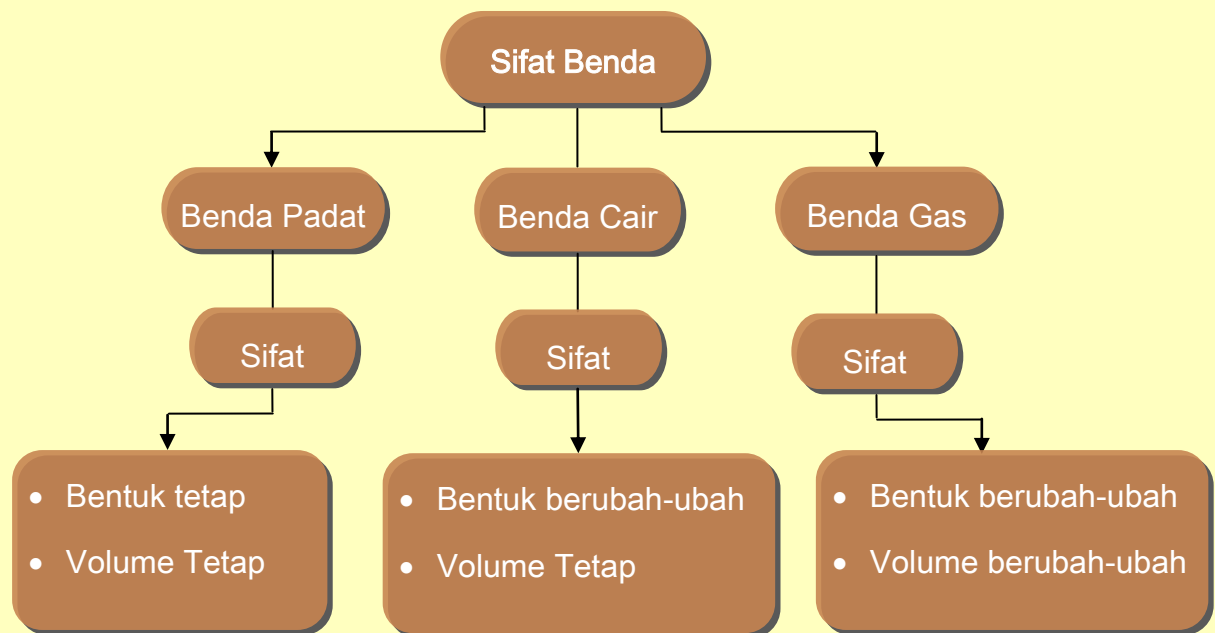 Sifat Benda
Benda Padat
Benda Cair
Benda Gas
Sifat
Sifat
Sifat
• Bentuk tetap
• Volume Tetap
• Bentuk berubah-ubah
• Volume Tetap
• Bentuk berubah-ubah
• Volume berubah-ubah